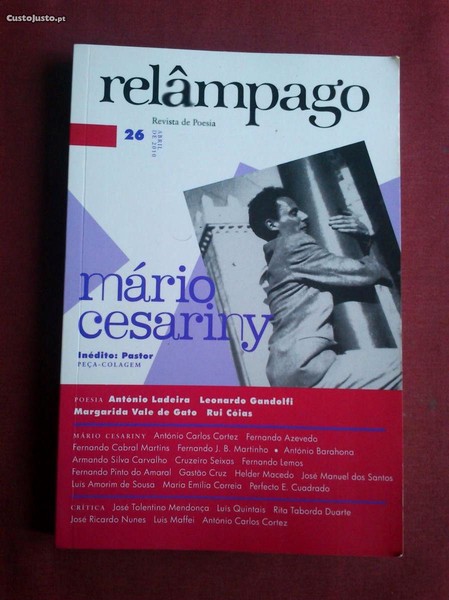 CustoJusto.pt
relâmpago
Revista de Poesia
26
ABRIL
DE 2010
mário
cesariny
Inédito: Pastor
PEÇA-COLAGEM
POESIA António Ladeira Leonardo Gandolfi
Margarida Vale de Gato Rui Cóias
MÁRIO CESARINY António Carlos Cortez Fernando Azevedo
Fernando Cabral Martins Fernando J. B. Martinho • António Barahona
Armando Silva Carvalho Cruzeiro Seixas Fernando Lemos
Fernando Pinto do Amaral Gastão Cruz Helder Macedo José Manuel dos Santos
Luis Amorim de Sousa Maria Emília Correia Perfecto E. Cuadrado
CRÍTICA José Tolentino Mendonça Luís Quintais Rita Taborda Duarte
José Ricardo Nunes Luis Maffei António Carlos Cortez